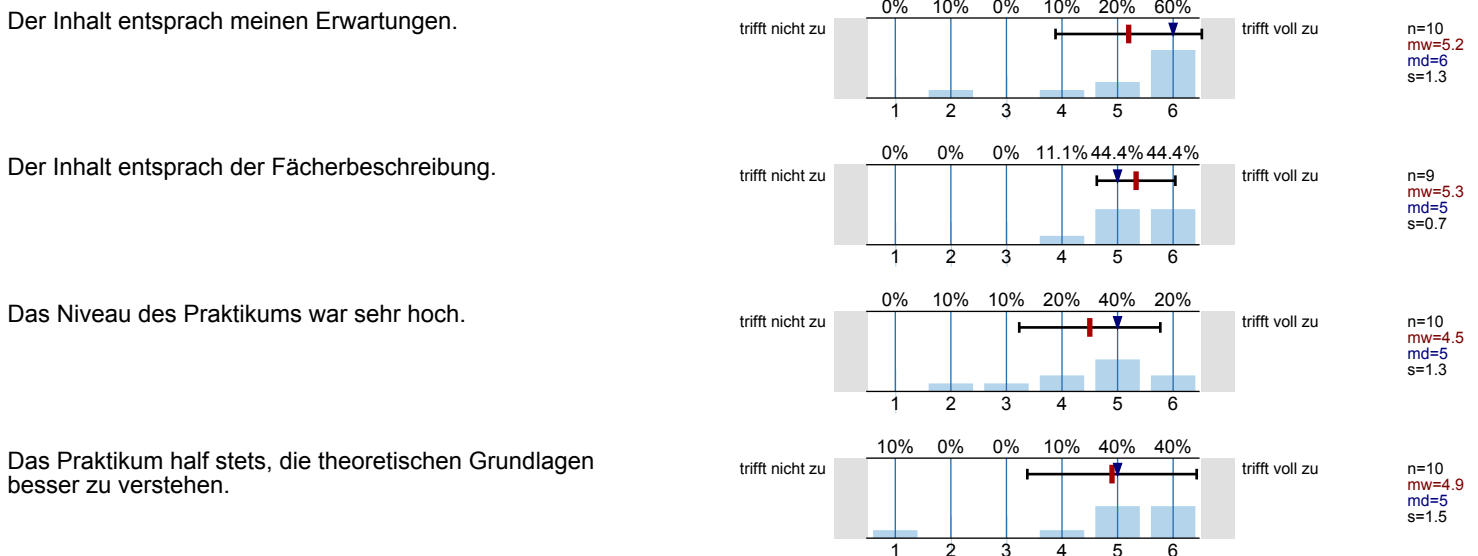 Der Inhalt entsprach meinen Erwartungen.
0% 10% 0% 10% 20% 60%
trifft nicht zu
trifft voll zu
1 2 3 4 5 6
n=10
mw=5.2
md=6
s=1.3
Der Inhalt entsprach der Fächerbeschreibung.
0% 0% 0% 11.1% 44.4% 44.4%
trifft nicht zu
trifft voll zu
1 2 3 4 5 6
n=9
mw=5.3
md=5
s=0.7
Das Niveau des Praktikums war sehr hoch.
0% 10% 10% 20% 40% 20%
trifft nicht zu
trifft voll zu
1 2 3 4 5 6
n=10
mw=4.5
md=5
s=1.3
Das Praktikum half stets, die theoretischen Grundlagen
besser zu verstehen.
10% 0% 0% 10% 40% 40%
trifft nicht zu
trifft voll zu
1 2 3 4 5 6
n=10
mw=4.9
md=5
s=1.5